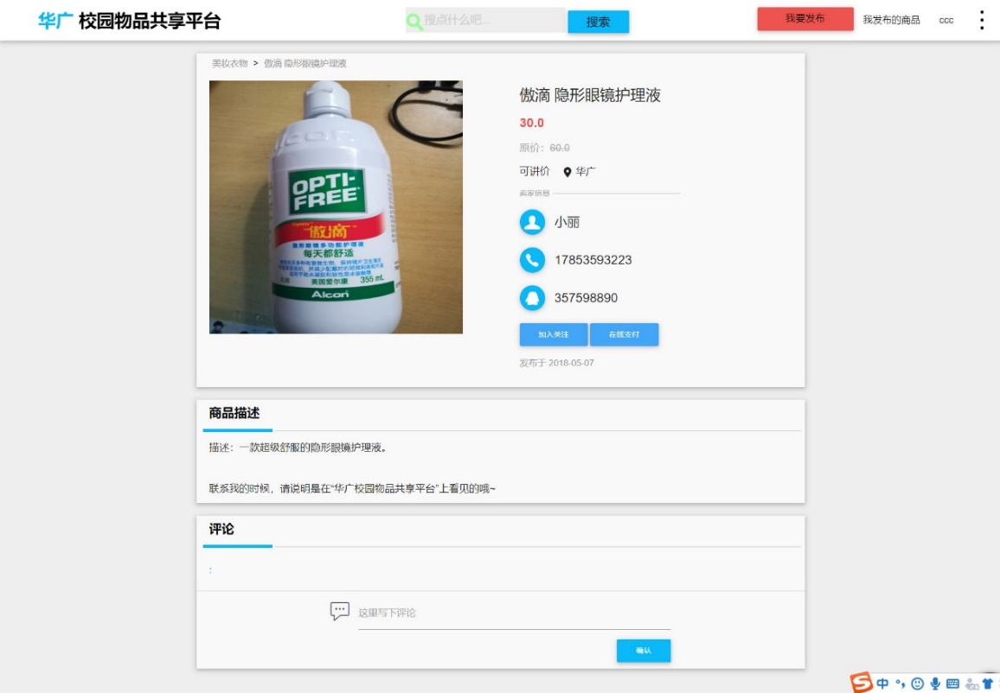 华广 校园物品共享平台
搜点什么吧...
搜索
我要发布
我发布的商品
ccc
美妆衣物 > 傲滴 隐形眼镜护理液
OPTI-
FREE
傲滴
隐形眼镜多功能护理液
每天都舒适
美国爱尔康 355 mL
Alcon
傲滴 隐形眼镜护理液
30.0
原价：60.0
可讲价 华广
卖家信息
小丽
17853593223
357598890
加入关注 在线支付
发布于 2018-05-07
商品描述
描述：一款超级舒服的隐形眼镜护理液。
联系我的时候，请说明是在“华广校园物品共享平台”上看见的哦~
评论
:
这里写下评论
确认
中